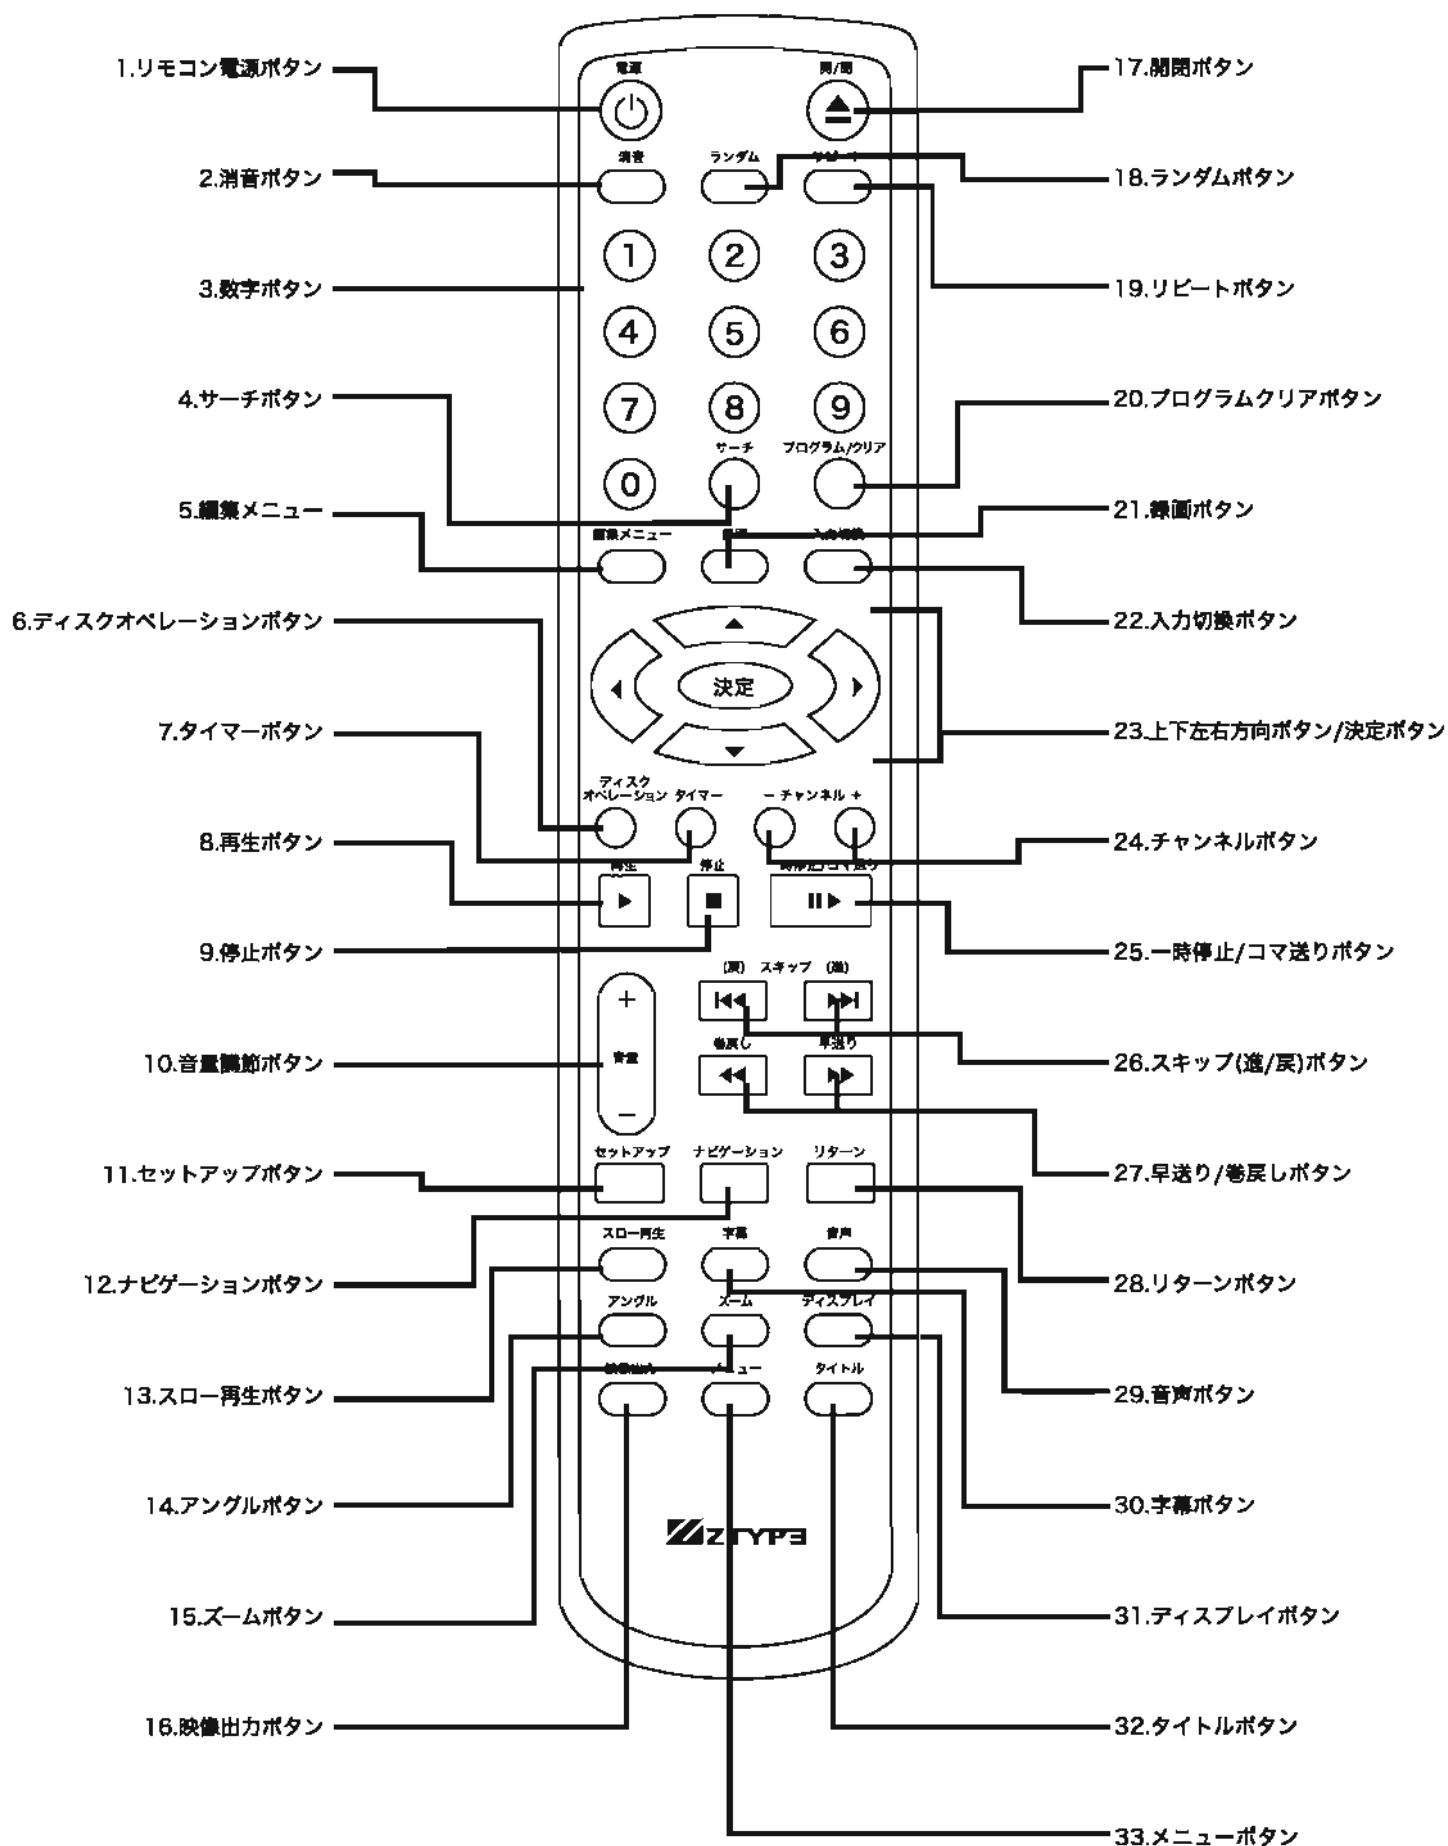 1.リモコン電源ボタン
2.消音ボタン
3.数字ボタン
4.サーチボタン
5.編集メニュー
6.ディスクオペレーションボタン
7.タイマーボタン
8.再生ボタン
9.停止ボタン
10.音量調節ボタン
11.セットアップボタン
12.ナビゲーションボタン
13.スロー再生ボタン
14.アングルボタン
15.ズームボタン
16.映像出力ボタン
電源 開/閉
消音 ランダム
1 2 3
4 5 6
7 8 9
サーチ プログラム/クリア
0
編集メニュー 入力切換
決定
ディスク
オペレーション タイマー - チャンネル +
再生 停止
(戻) スキップ (進)
+
巻戻し 早送り
音量
-
セットアップ ナビゲーション リターン
スロー再生 字幕 音声
アングル ズーム ディスプレイ
タイトル
Z TYPE
17.開閉ボタン
18.ランダムボタン
19.リピートボタン
20.プログラムクリアボタン
21.録画ボタン
22.入力切換ボタン
23.上下左右方向ボタン/決定ボタン
24.チャンネルボタン
25.一時停止/コマ送りボタン
26.スキップ(進/戻)ボタン
27.早送り/巻戻しボタン
28.リターンボタン
29.音声ボタン
30.字幕ボタン
31.ディスプレイボタン
32.タイトルボタン
33.メニューボタン